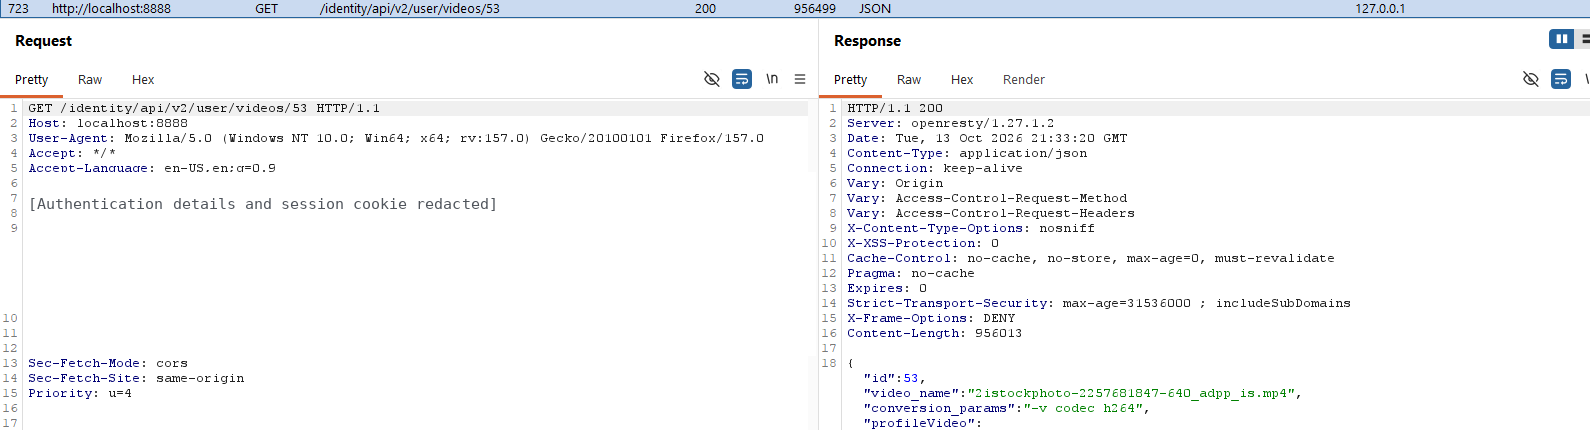 723 http://localhost:8888 GET /identity/api/v2/user/videos/53 200 956499 JSON 127.0.0.1
Request
Pretty Raw Hex
\n
1 GET /identity/api/v2/user/videos/53 HTTP/1.1
2 Host: localhost:8888
3 User-Agent: Mozilla/5.0 (Windows NT 10.0; Win64; x64; rv:157.0) Gecko/20100101 Firefox/157.0
4 Accept: */*
5 Accept-Language: en-US,en;q=0.9
6
7 [Authentication details and session cookie redacted]
8
9
10
11
12
13 Sec-Fetch-Mode: cors
14 Sec-Fetch-Site: same-origin
15 Priority: u=4
16
17
Response
Pretty Raw Hex Render
1 HTTP/1.1 200
2 Server: openresty/1.27.1.2
3 Date: Tue, 13 Oct 2026 21:33:20 GMT
4 Content-Type: application/json
5 Connection: keep-alive
6 Vary: Origin
7 Vary: Access-Control-Request-Method
8 Vary: Access-Control-Request-Headers
9 X-Content-Type-Options: nosniff
10 X-XSS-Protection: 0
11 Cache-Control: no-cache, no-store, max-age=0, must-revalidate
12 Pragma: no-cache
13 Expires: 0
14 Strict-Transport-Security: max-age=31536000 ; includeSubDomains
15 X-Frame-Options: DENY
16 Content-Length: 956013
17
18 {
"id":53,
"video_name":"2istockphoto-2257681847-640_adpp_is.mp4",
"conversion_params":"-v codec h264",
"profileVideo":